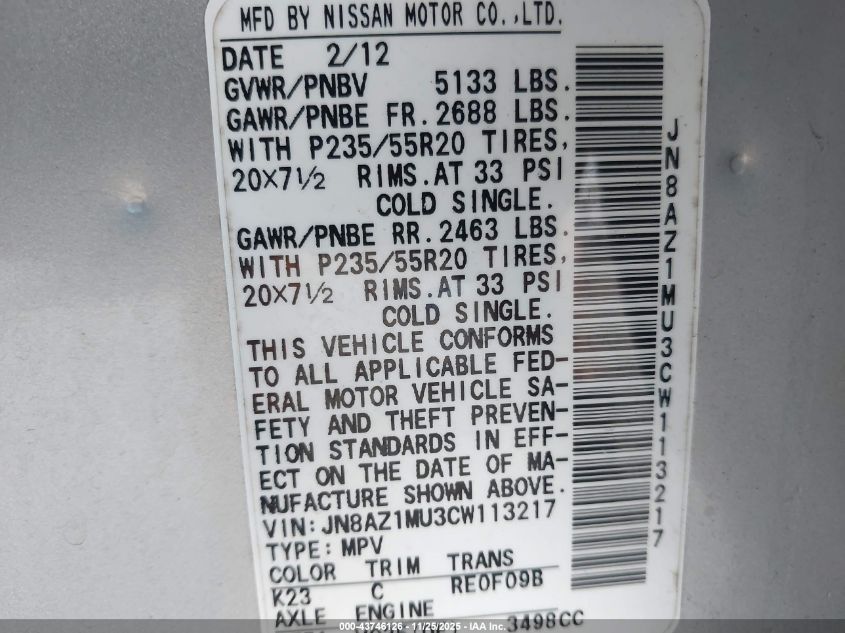 MFD BY NISSAN MOTOR CO.,LTD.
DATE 2/12
GVWR/PNBV 5133 LBS.
GAWR/PNBE FR.2688 LBS.
WITH P235/55R20 TIRES,
20×7½ RIMS.AT 33 PSI
COLD SINGLE.
GAWR/PNBE RR.2463 LBS.
WITH P235/55R20 TIRES,
20×7½ RIMS.AT 33 PSI
COLD SINGLE.
THIS VEHICLE CONFORMS
TO ALL APPLICABLE FED-
ERAL MOTOR VEHICLE SA-
FETY AND THEFT PREVEN-
TION STANDARDS IN EFF-
ECT ON THE DATE OF MA-
NUFACTURE SHOWN ABOVE.
VIN:JN8AZ1MU3CW113217
TYPE:MPV
COLOR TRIM TRANS
K23 C RE0F09B
AXLE ENGINE
3498CC
JN8AZ1MU3CW113217
000-43746126 - 11/25/2025 - IAA Inc.